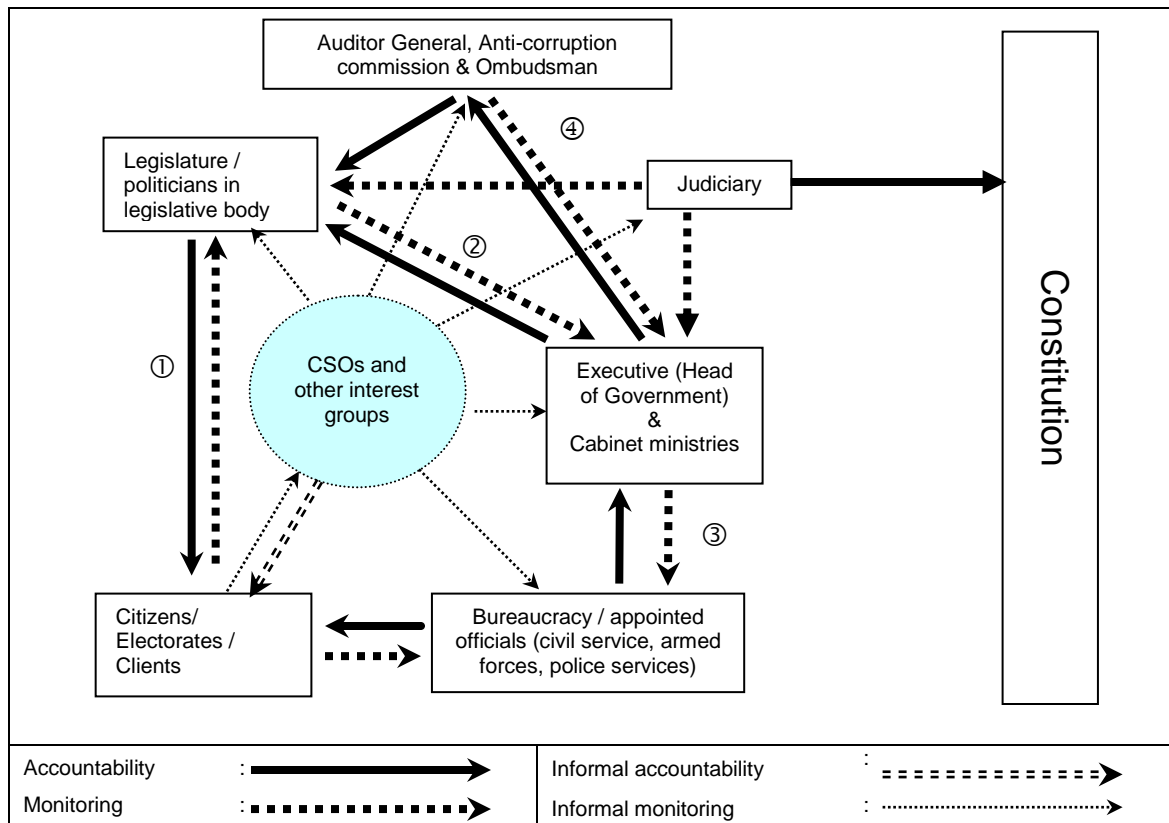 Auditor General, Anti-corruption
commission & Ombudsman
④
Legislature /
politicians in
legislative body
Judiciary
②
Constitution
①
CSOs and
other interest
groups
Executive (Head
of Government)
&
Cabinet ministries
③
Citizens/
Electorates /
Clients
Bureaucracy / appointed
officials (civil service, armed
forces, police services)
Accountability :
Monitoring :
Informal accountability :
Informal monitoring :